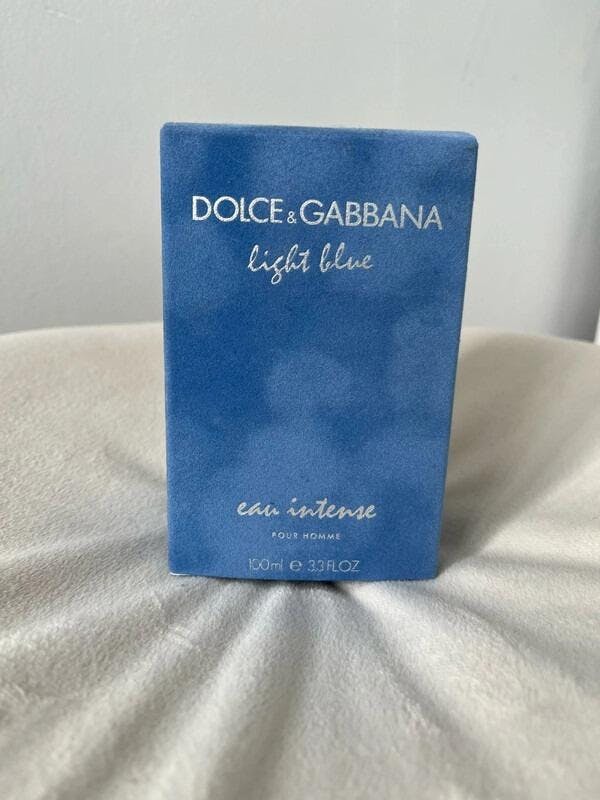 DOLCE & GABBANA
light blue
eau intense
POUR HOMME
100ml e 3.3 FL.OZ